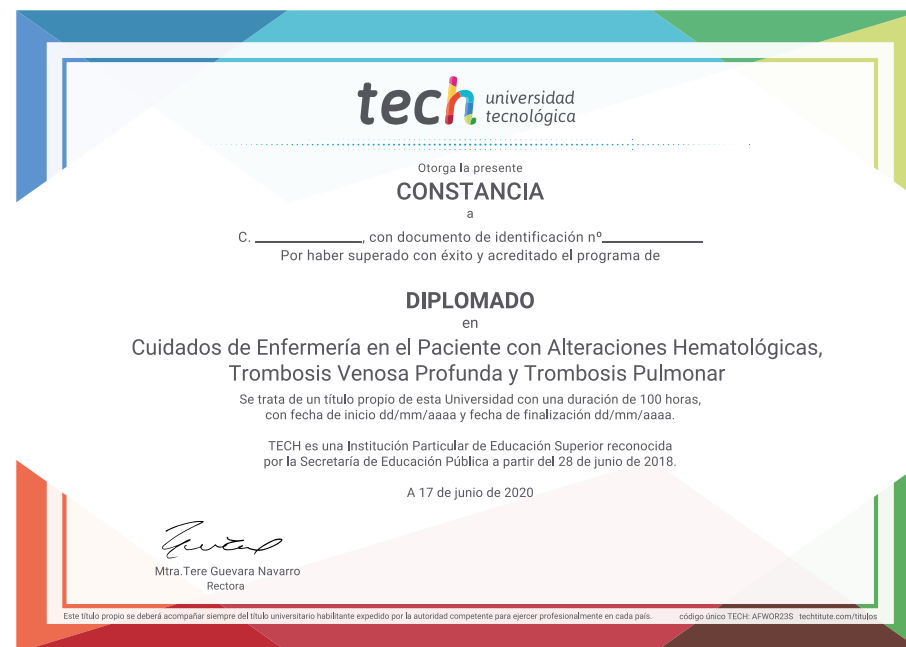 tech universidad
tecnológica
Otorga la presente
CONSTANCIA
a
C. ____________, con documento de identificación nº____________
Por haber superado con éxito y acreditado el programa de
DIPLOMADO
en
Cuidados de Enfermería en el Paciente con Alteraciones Hematológicas,
Trombosis Venosa Profunda y Trombosis Pulmonar
Se trata de un título propio de esta Universidad con una duración de 100 horas,
con fecha de inicio dd/mm/aaaa y fecha de finalización dd/mm/aaaa.
TECH es una Institución Particular de Educación Superior reconocida
por la Secretaría de Educación Pública a partir del 28 de junio de 2018.
A 17 de junio de 2020
Mtra.Tere Guevara Navarro
Rectora
Este título propio se deberá acompañar siempre del título universitario habilitante expedido por la autoridad competente para ejercer profesionalmente en cada país. código único TECH: AFWOR23S techtitute.com/titulos